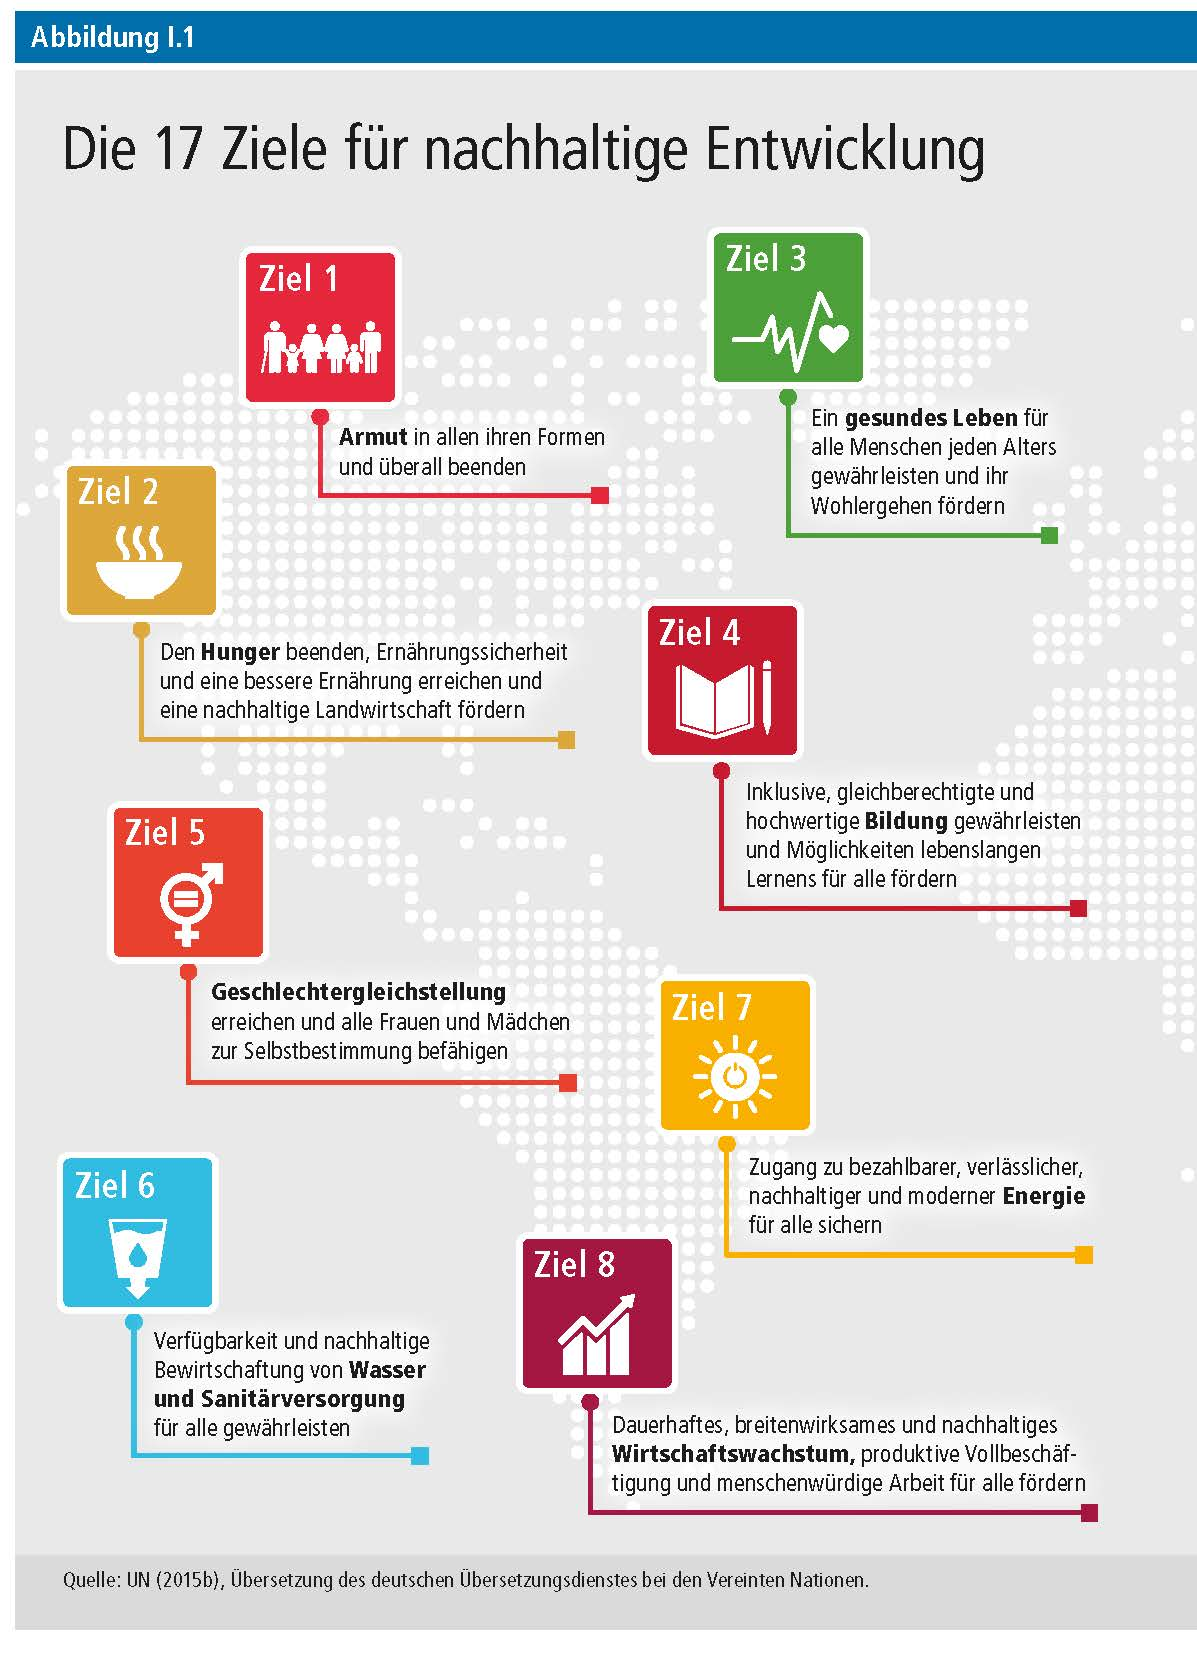 Abbildung I.1
Die 17 Ziele für nachhaltige Entwicklung
Ziel 1
Armut in allen ihren Formen
und überall beenden
Ziel 2
Den Hunger beenden, Ernährungssicherheit
und eine bessere Ernährung erreichen und
eine nachhaltige Landwirtschaft fördern
Ziel 3
Ein gesundes Leben für
alle Menschen jeden Alters
gewährleisten und ihr
Wohlergehen fördern
Ziel 4
Inklusive, gleichberechtigte und
hochwertige Bildung gewährleisten
und Möglichkeiten lebenslangen
Lernens für alle fördern
Ziel 5
Geschlechtergleichstellung
erreichen und alle Frauen und Mädchen
zur Selbstbestimmung befähigen
Ziel 6
Verfügbarkeit und nachhaltige
Bewirtschaftung von Wasser
und Sanitärversorgung
für alle gewährleisten
Ziel 7
Zugang zu bezahlbarer, verlässlicher,
nachhaltiger und moderner Energie
für alle sichern
Ziel 8
Dauerhaftes, breitenwirksames und nachhaltiges
Wirtschaftswachstum, produktive Vollbeschäf-
tigung und menschenwürdige Arbeit für alle fördern
Quelle: UN (2015b), Übersetzung des deutschen Übersetzungsdienstes bei den Vereinten Nationen.